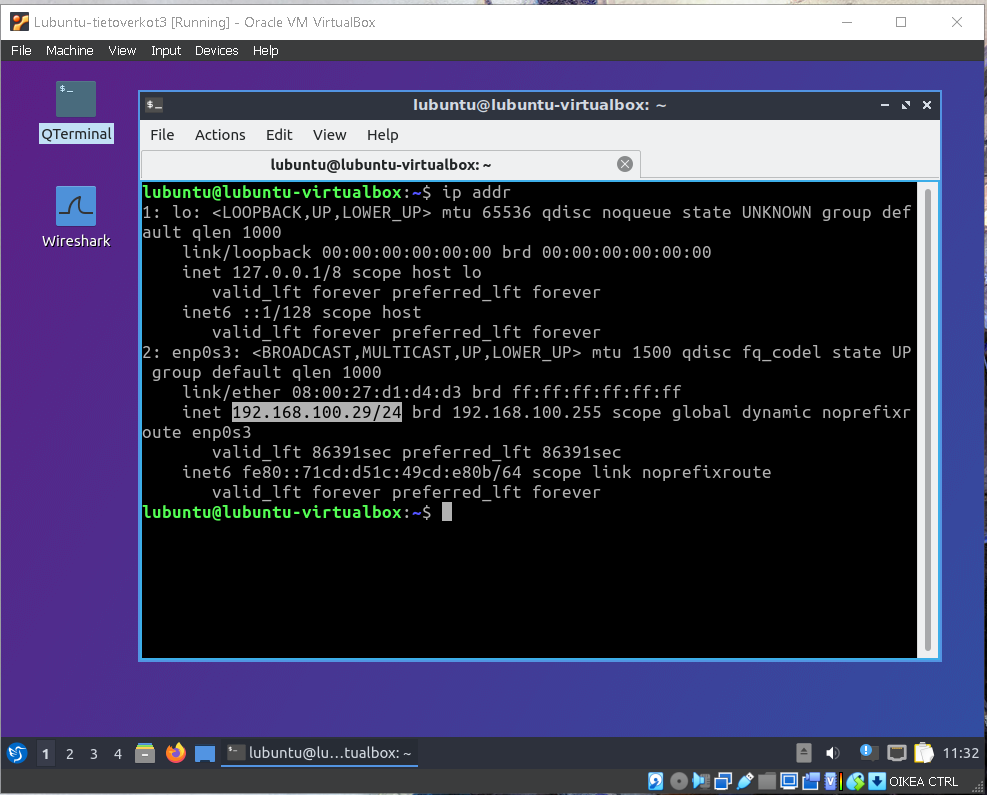 Lubuntu-tietoverkot3 [Running] - Oracle VM VirtualBox
File Machine View Input Devices Help
$_
QTerminal
Wireshark
$_ lubuntu@lubuntu-virtualbox: ~
File Actions Edit View Help
lubuntu@lubuntu-virtualbox: ~
lubuntu@lubuntu-virtualbox:~$ ip addr
1: lo: <LOOPBACK,UP,LOWER_UP> mtu 65536 qdisc noqueue state UNKNOWN group def
ault qlen 1000
link/loopback 00:00:00:00:00:00 brd 00:00:00:00:00:00
inet 127.0.0.1/8 scope host lo
valid_lft forever preferred_lft forever
inet6 ::1/128 scope host
valid_lft forever preferred_lft forever
2: enp0s3: <BROADCAST,MULTICAST,UP,LOWER_UP> mtu 1500 qdisc fq_codel state UP
group default qlen 1000
link/ether 08:00:27:d1:d4:d3 brd ff:ff:ff:ff:ff:ff
inet 192.168.100.29/24 brd 192.168.100.255 scope global dynamic noprefixr
oute enp0s3
valid_lft 86391sec preferred_lft 86391sec
inet6 fe80::71cd:d51c:49cd:e80b/64 scope link noprefixroute
valid_lft forever preferred_lft forever
lubuntu@lubuntu-virtualbox:~$
1 2 3 4 $_ lubuntu@lu...tualbox: ~ 11:32
OIKEA CTRL